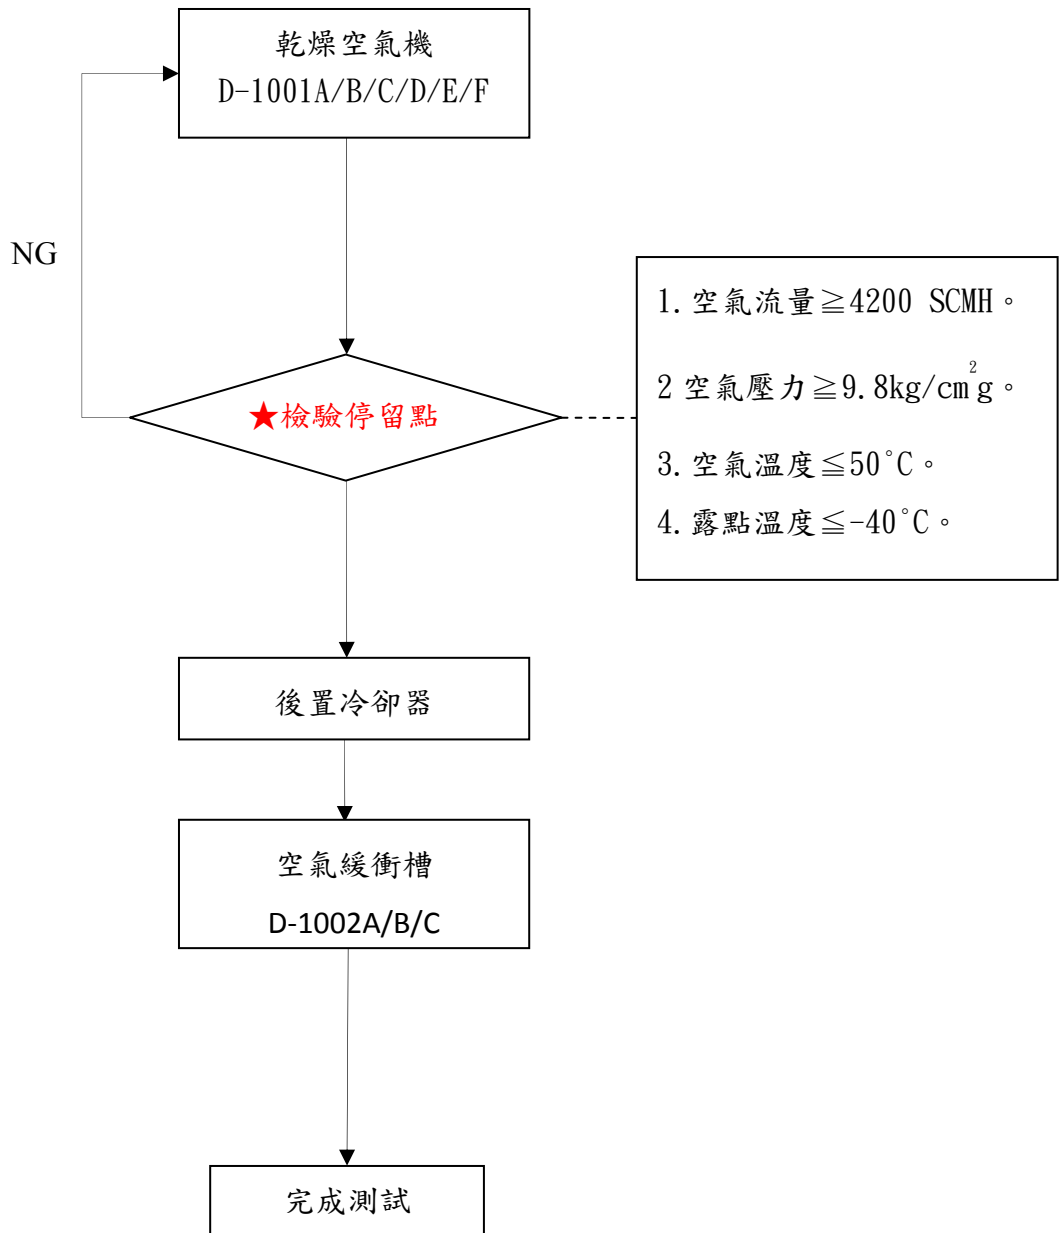 乾燥空氣機
D-1001A/B/C/D/E/F
NG
★檢驗停留點
1.空氣流量≧4200 SCMH。
2 空氣壓力≧9.8kg/cm²g。
3.空氣溫度≦50°C。
4.露點溫度≦-40°C。
後置冷卻器
空氣緩衝槽
D-1002A/B/C
完成測試